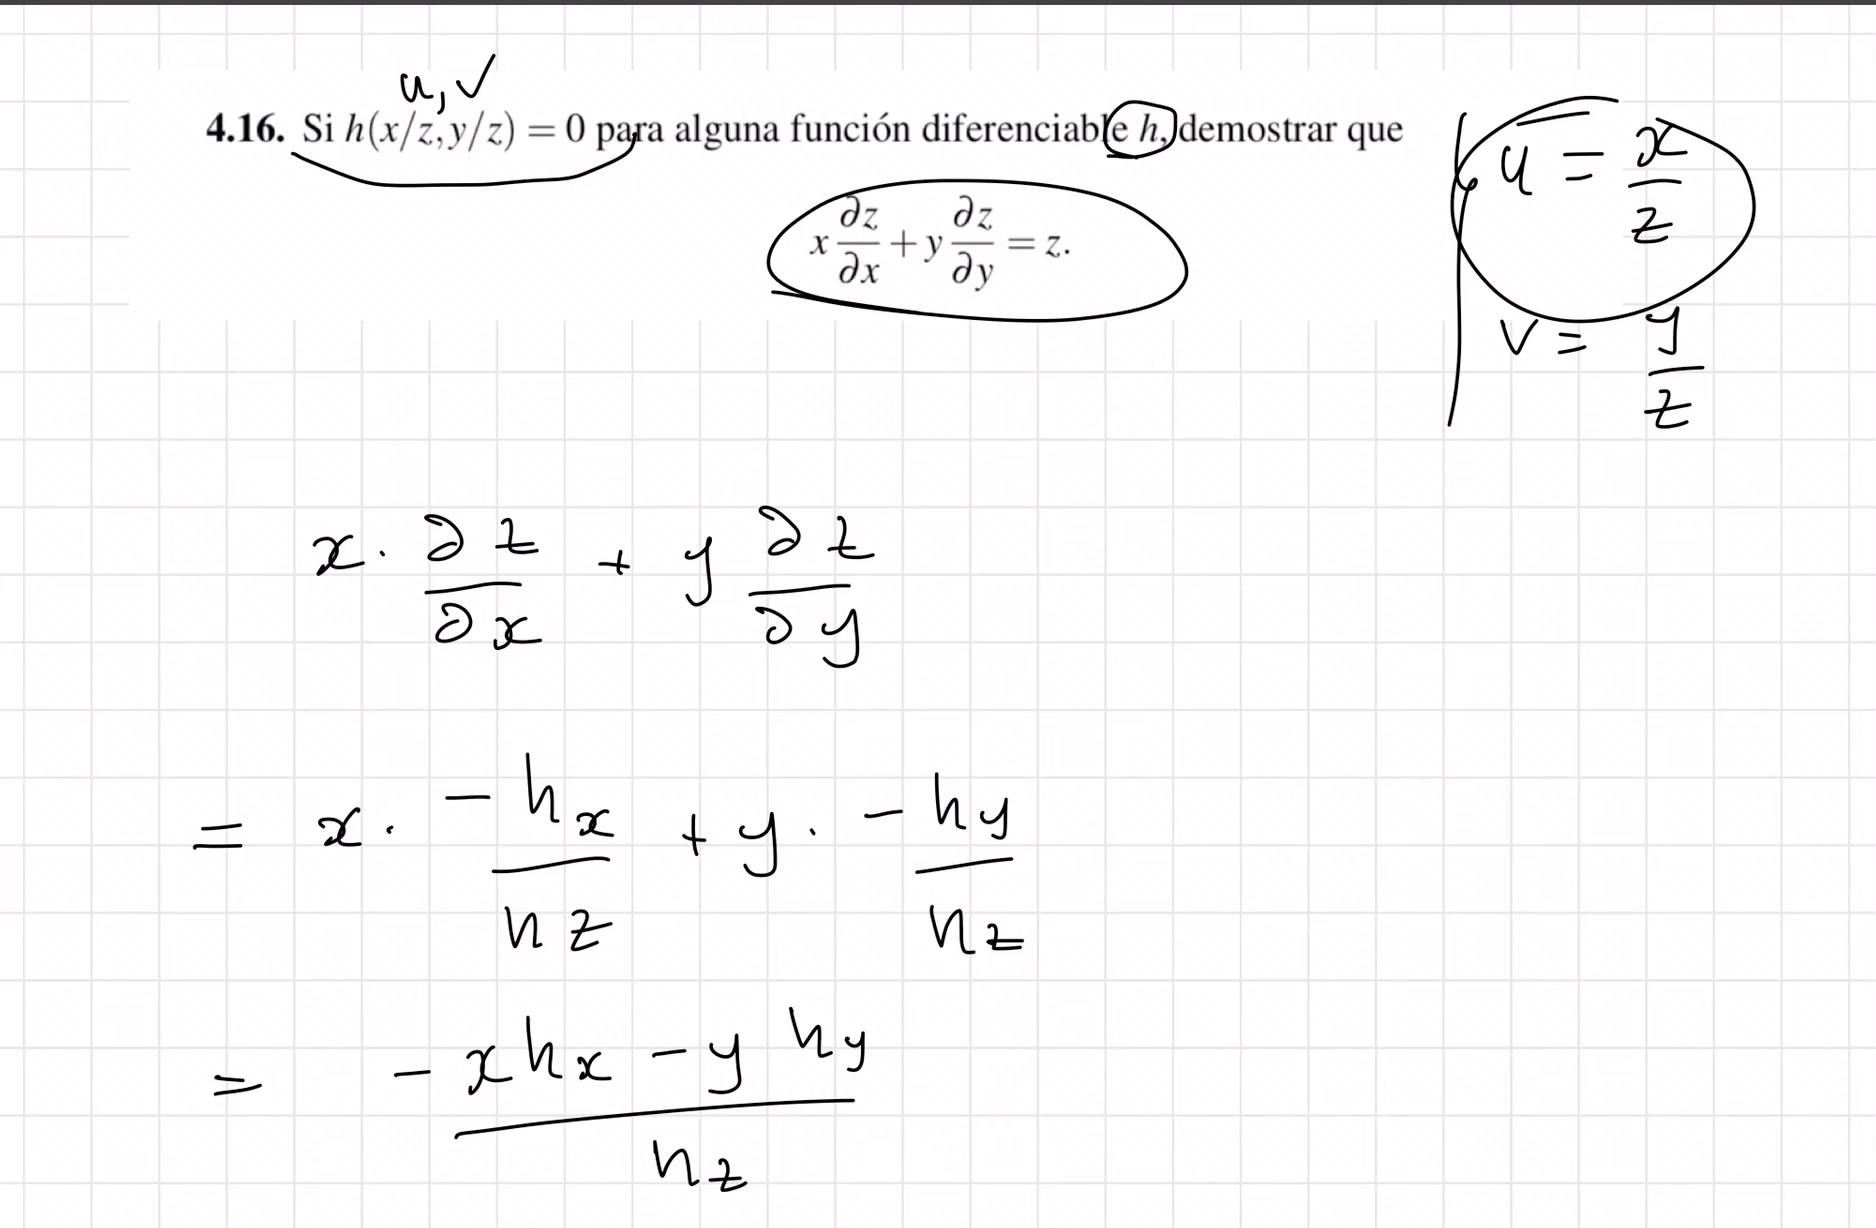 u, v
4.16. Si h(x/z, y/z) = 0 para alguna función diferenciable h, demostrar que
x ∂z/∂x + y ∂z/∂y = z.
u = x/z
v = y/z
x · ∂z/∂x + y ∂z/∂y
= x · -hx/hz + y · -hy/hz
= -xhx - y hy / hz